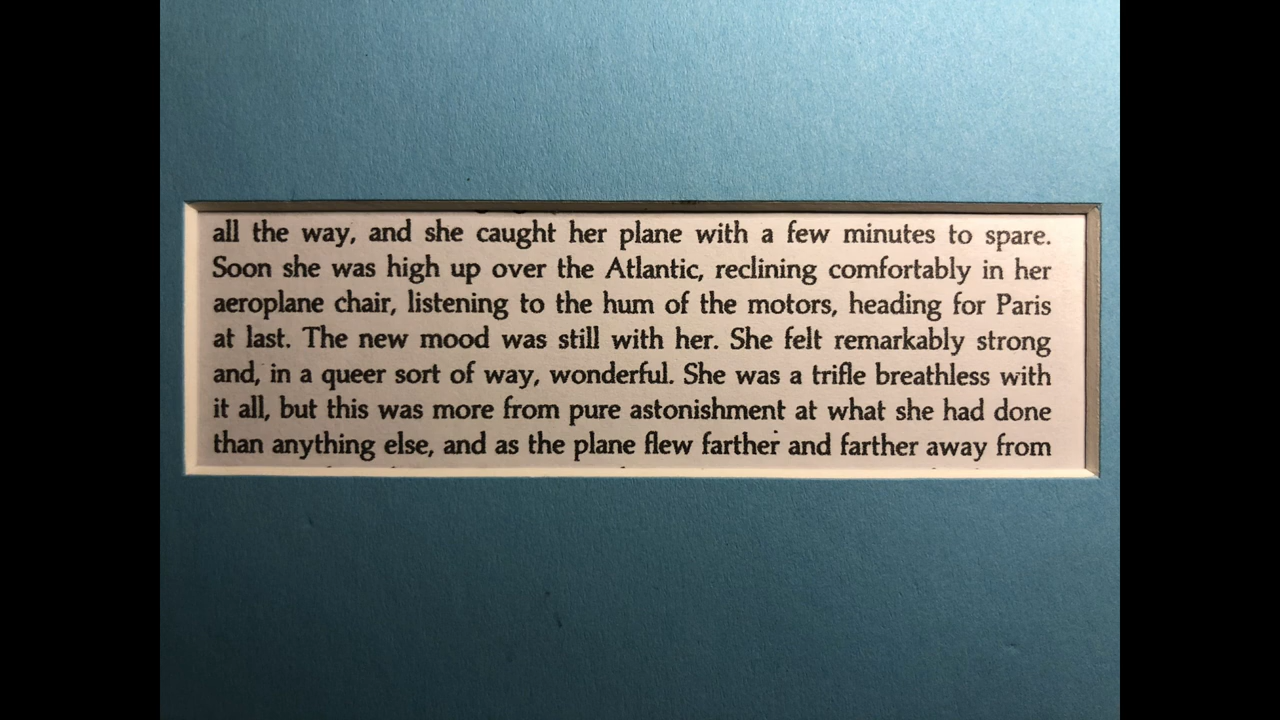 all the way, and she caught her plane with a few minutes to spare.
Soon she was high up over the Atlantic, reclining comfortably in her
aeroplane chair, listening to the hum of the motors, heading for Paris
at last. The new mood was still with her. She felt remarkably strong
and, in a queer sort of way, wonderful. She was a trifle breathless with
it all, but this was more from pure astonishment at what she had done
than anything else, and as the plane flew farther and farther away from